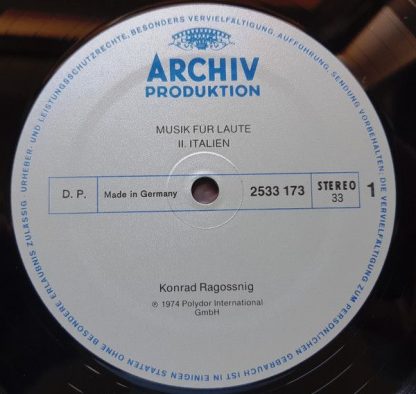 URHEBER- UND LEISTUNGSSCHUTZRECHTE, BESONDERS VERVIELFÄLTIGUNG, AUFFÜHRUNG, SENDUNG VORBEHALTEN. DIE VERVIELFÄLTIGUNG ZUM PERSÖNLICHEN GEBRAUCH IST IN EINIGEN STAATEN OHNE BESONDERE ERLAUBNIS ZULÄSSIG.
ARCHIV
PRODUKTION
MUSIK FÜR LAUTE
II. ITALIEN
D. P. Made in Germany 2533 173 STEREO 1
33
Konrad Ragossnig
℗ 1974 Polydor International
GmbH